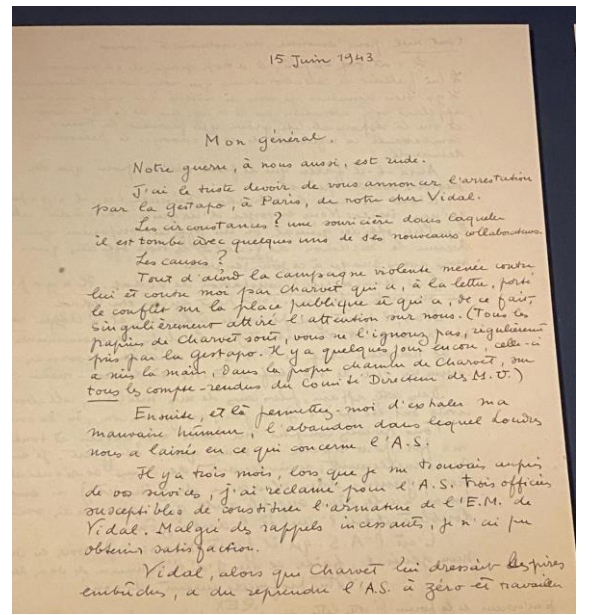 15 Juin 1943
Mon général.
Notre guerre, à nous aussi, est rude.
J'ai le triste devoir de vous annoncer l'arrestation
par la gestapo, à Paris, de notre cher Vidal.
Les circonstances ? une souricière dans laquelle
il est tombé avec quelques uns de ses nouveaux collaborateurs.
Les causes ?
Tout d'abord la campagne violente menée contre
lui et contre moi par Charvet qui a, à la lettre, porté
le conflit sur la place publique et qui a, de ce fait,
singulièrement attiré l'attention sur nous. (Tous les
papiers de Charvet sont, vous ne l'ignorez pas, régulièrement
pris par la gestapo. Il y a quelques jours encore, celle-ci
a mis la main, dans la propre chambre de Charvet, sur
tous les compte-rendus du Comité Directeur des M.U.)
Ensuite, et là permettez-moi d'exhaler ma
mauvaise humeur, l'abandon dans lequel Londres
nous a laissés en ce qui concerne l'A.S.
Il y a trois mois, lors que je me trouvais auprès
de vos services, j'ai réclamé pour l'A.S. trois officiers
susceptibles de constituer l'armature de l'E.M. de
Vidal. Malgré des rappels incessants, je n'ai pu
obtenir satisfaction.
Vidal, alors que Charvet lui dressait les pires
embûches, a du reprendre l'A.S. à zéro et travailler